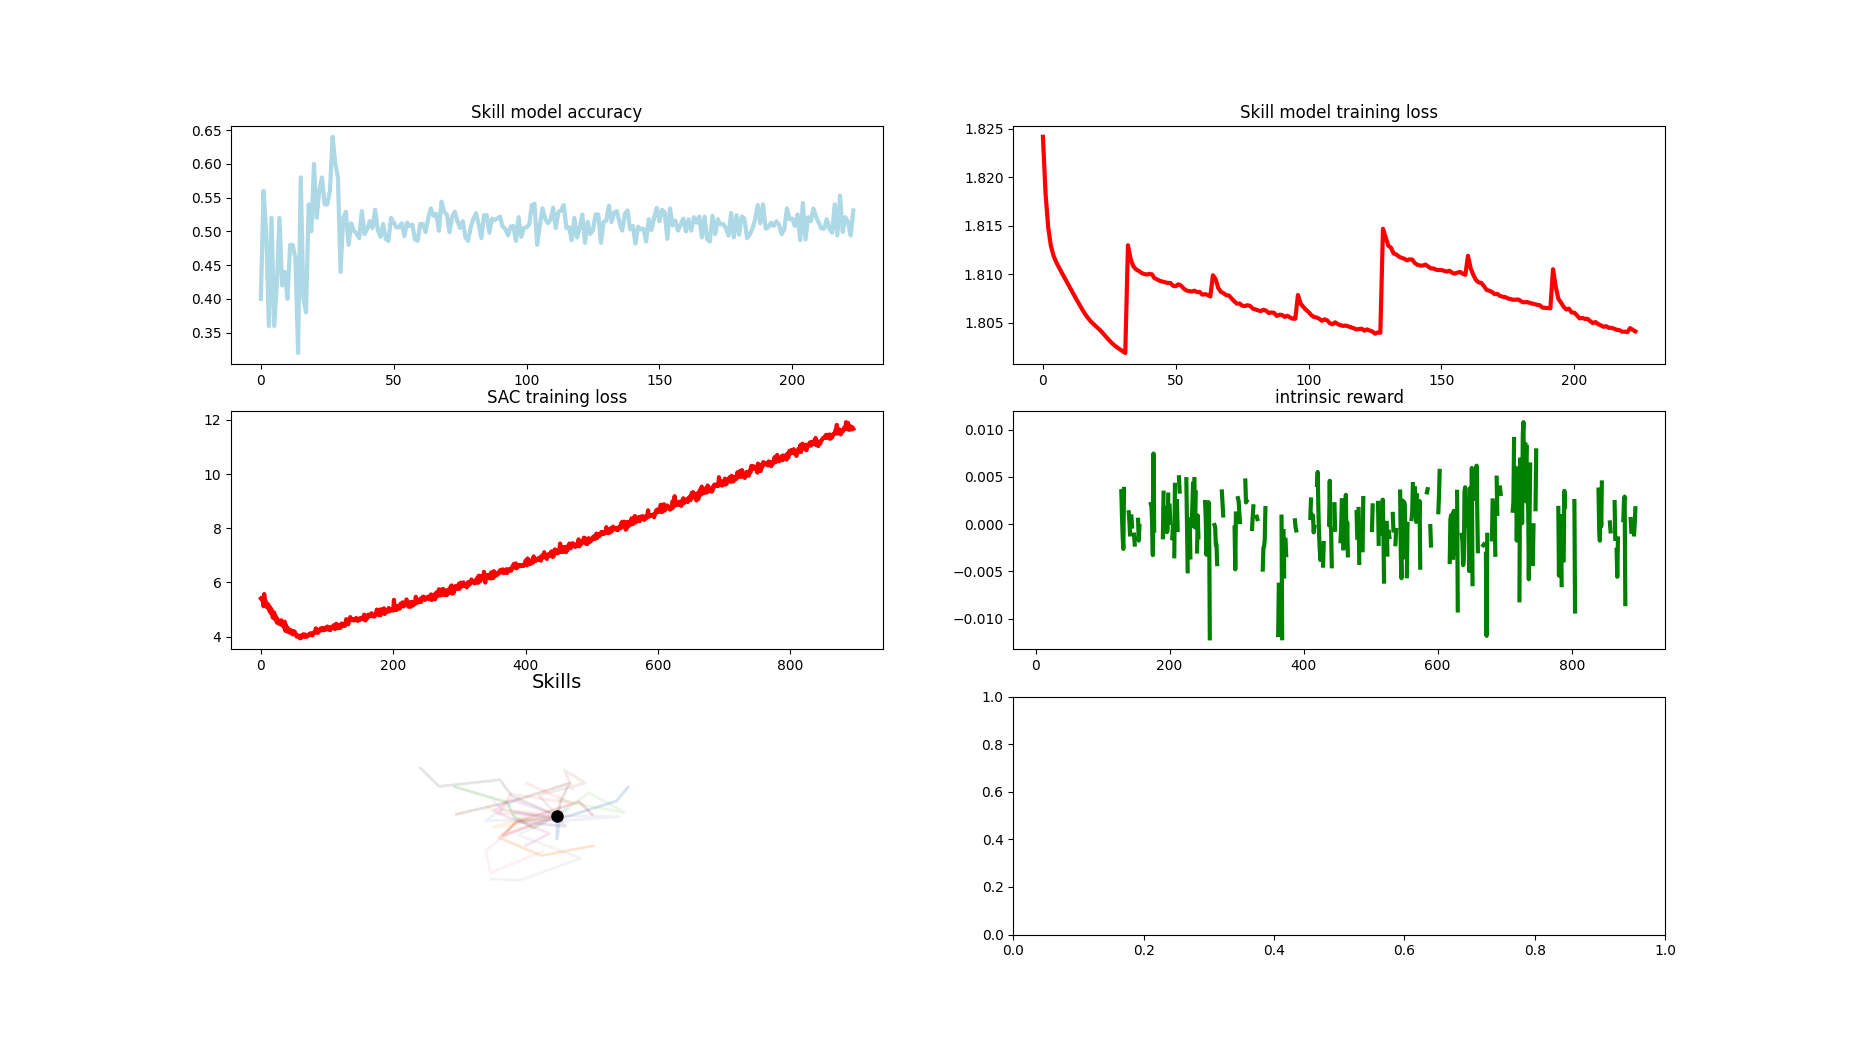 Skill model accuracy
0.65
0.60
0.55
0.50
0.45
0.40
0.35
0 50 100 150 200
Skill model training loss
1.825
1.820
1.815
1.810
1.805
0 50 100 150 200
SAC training loss
12
10
8
6
4
0 200 400 600 800
intrinsic reward
0.010
0.005
0.000
−0.005
−0.010
0 200 400 600 800
Skills
1.0
0.8
0.6
0.4
0.2
0.0
0.0 0.2 0.4 0.6 0.8 1.0